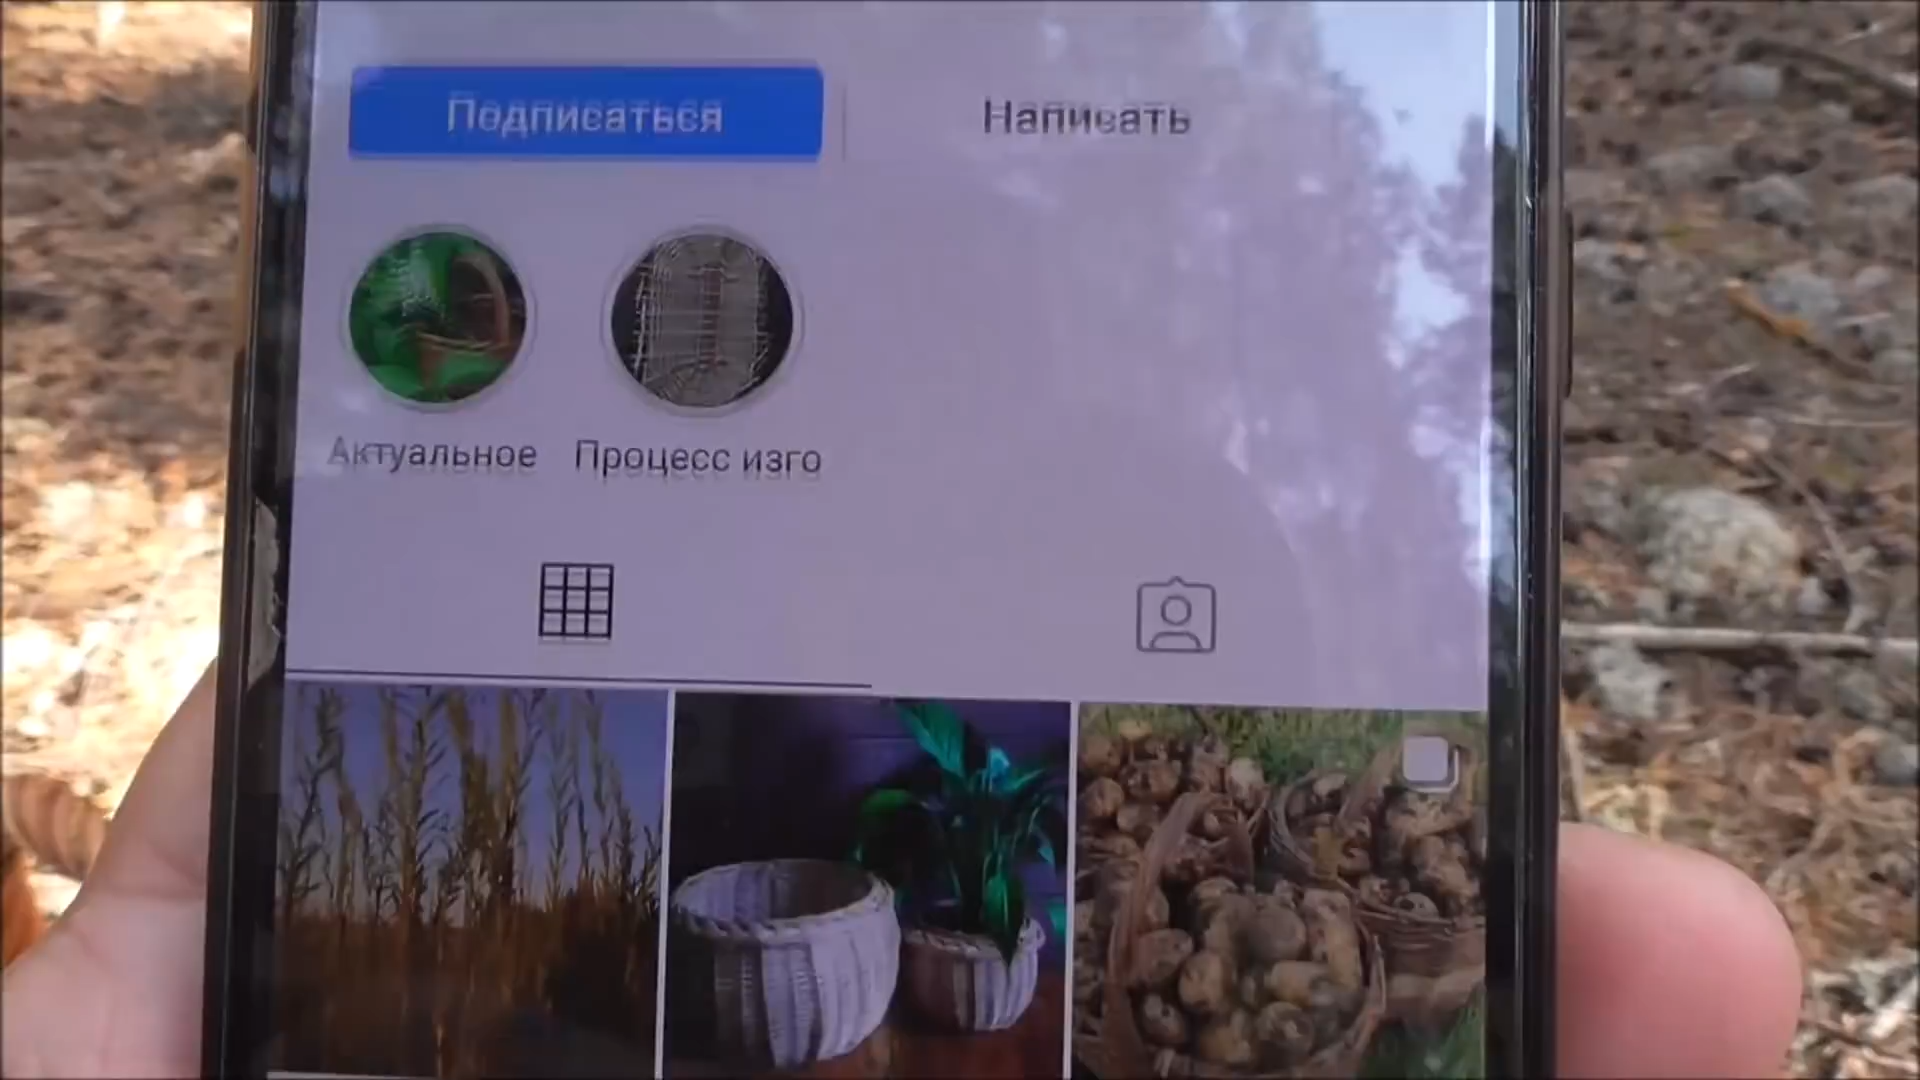 Подписаться
Написать
Актуальное
Процесс изго